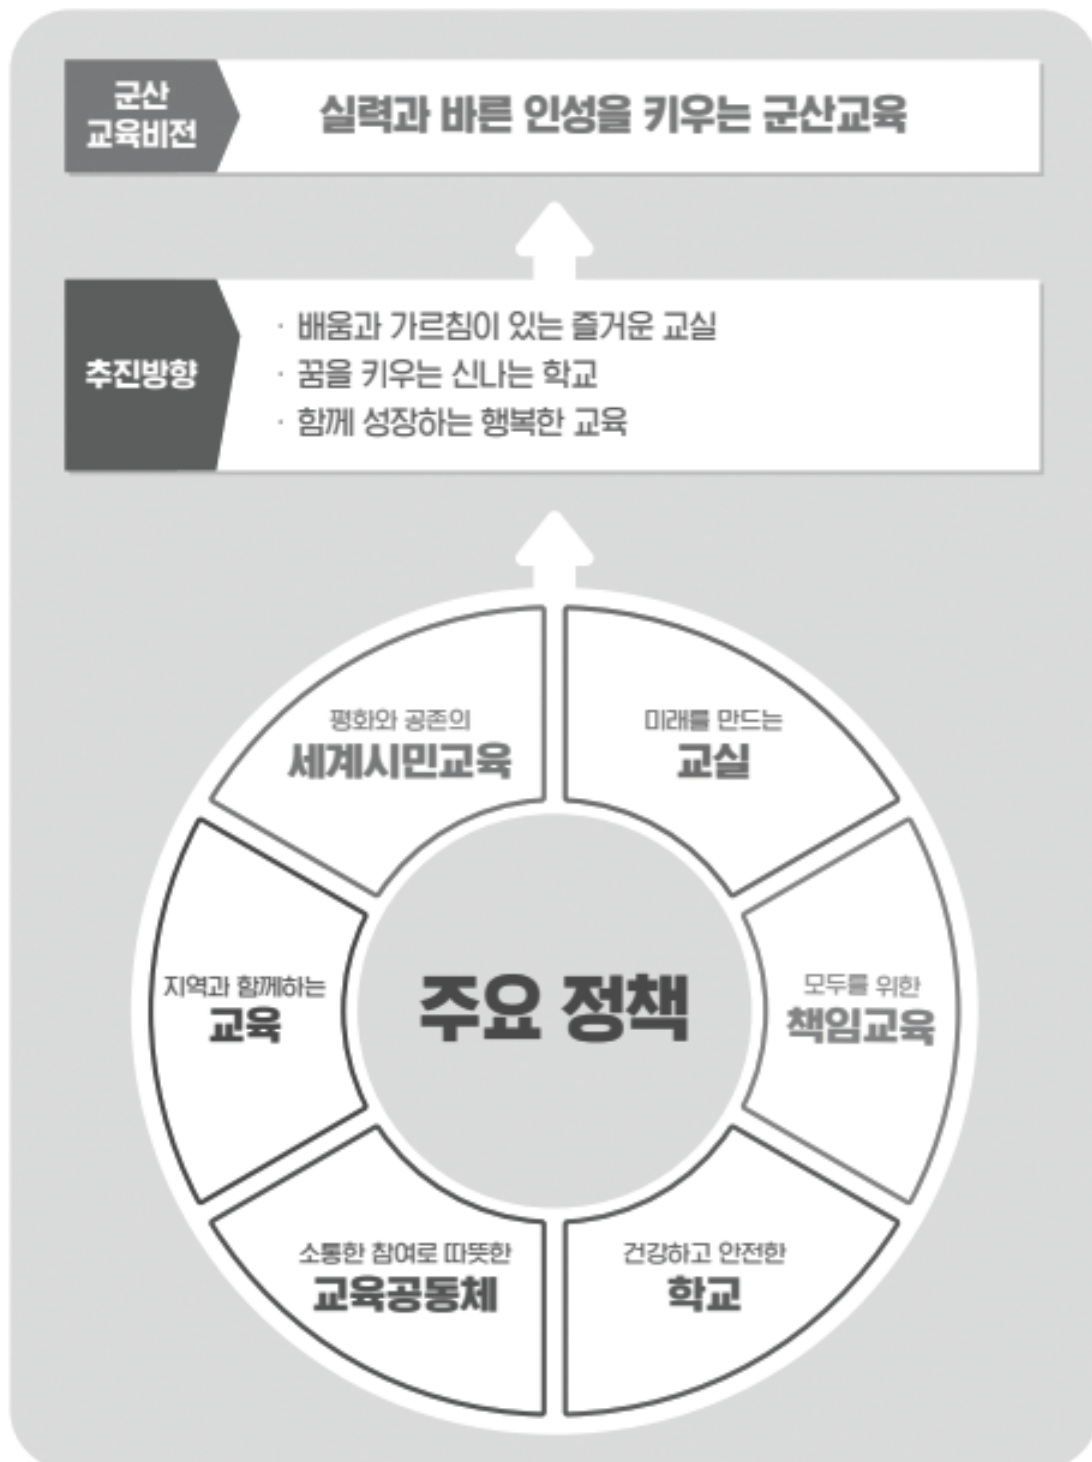 군산
교육비전
실력과 바른 인성을 키우는 군산교육
추진방향
· 배움과 가르침이 있는 즐거운 교실
· 꿈을 키우는 신나는 학교
· 함께 성장하는 행복한 교육
평화와 공존의
세계시민교육
미래를 만드는
교실
지역과 함께하는
교육
주요 정책
모두를 위한
책임교육
소통한 참여로 따뜻한
교육공동체
건강하고 안전한
학교